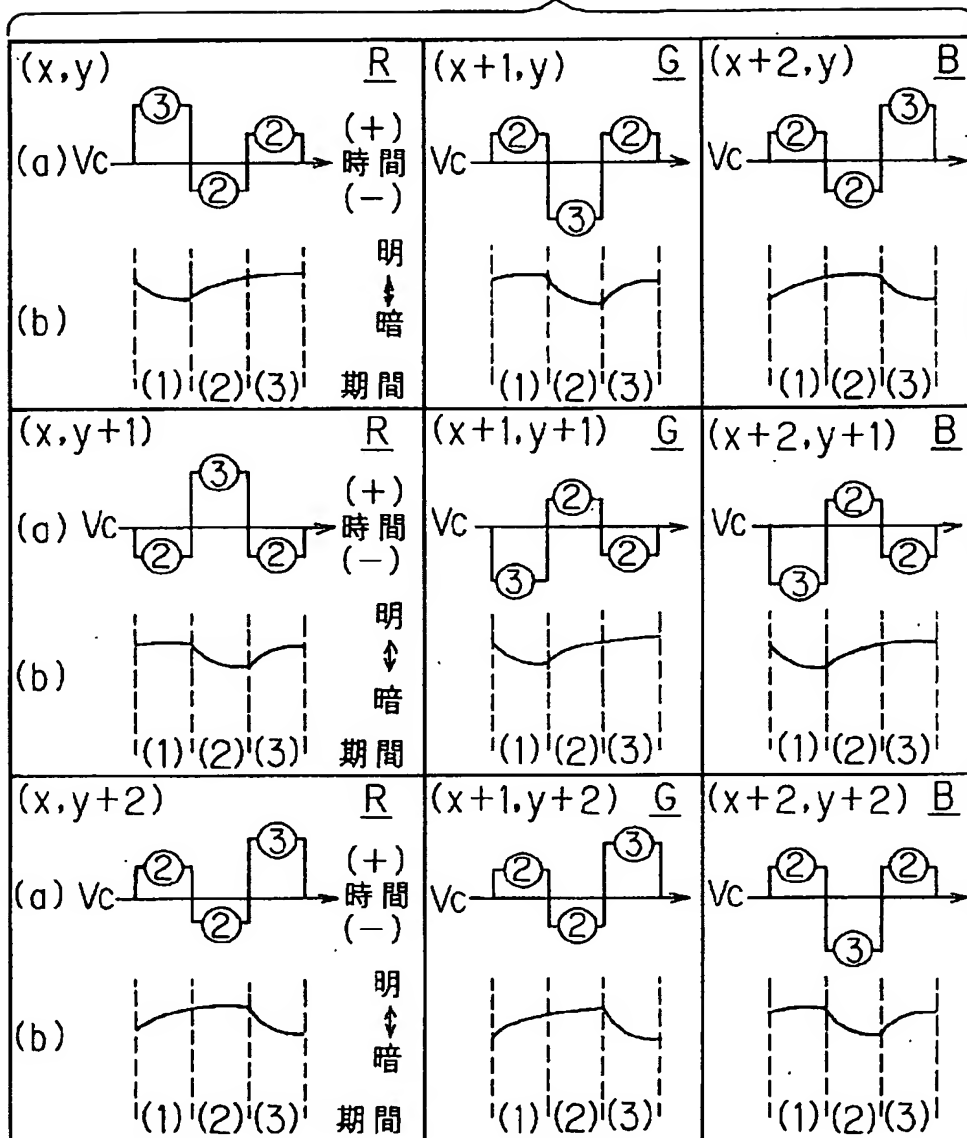 (x,y) R
③ ② (+)
(a) Vc 時間
② (−)
明
(b) 暗
(1) (2) (3) 期間
(x+1,y) G
② ②
Vc
③
(1) (2) (3)
(x+2,y) B
② ③
Vc
②
(1) (2) (3)
(x,y+1) R
③ (+)
(a) Vc 時間
② ② (−)
明
(b) 暗
(1) (2) (3) 期間
(x+1,y+1) G
②
Vc
③ ②
(1) (2) (3)
(x+2,y+1) B
②
Vc
③ ②
(1) (2) (3)
(x,y+2) R
② ③ (+)
(a) Vc 時間
② (−)
明
(b) 暗
(1) (2) (3) 期間
(x+1,y+2) G
② ③
Vc
②
(1) (2) (3)
(x+2,y+2) B
② ②
Vc
③
(1) (2) (3)